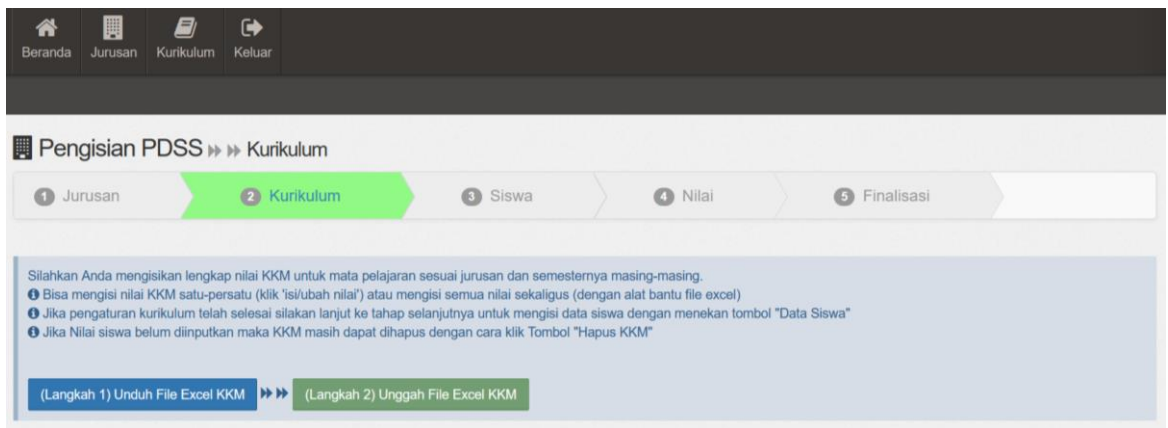 Beranda Jurusan Kurikulum Keluar
Pengisian PDSS Kurikulum
1 Jurusan 2 Kurikulum 3 Siswa 4 Nilai 5 Finalisasi
Silahkan Anda mengisikan lengkap nilai KKM untuk mata pelajaran sesuai jurusan dan semesternya masing-masing.
Bisa mengisi nilai KKM satu-persatu (klik 'isi/ubah nilai') atau mengisi semua nilai sekaligus (dengan alat bantu file excel)
Jika pengaturan kurikulum telah selesai silakan lanjut ke tahap selanjutnya untuk mengisi data siswa dengan menekan tombol "Data Siswa"
Jika Nilai siswa belum diinputkan maka KKM masih dapat dihapus dengan cara klik Tombol "Hapus KKM"
(Langkah 1) Unduh File Excel KKM (Langkah 2) Unggah File Excel KKM